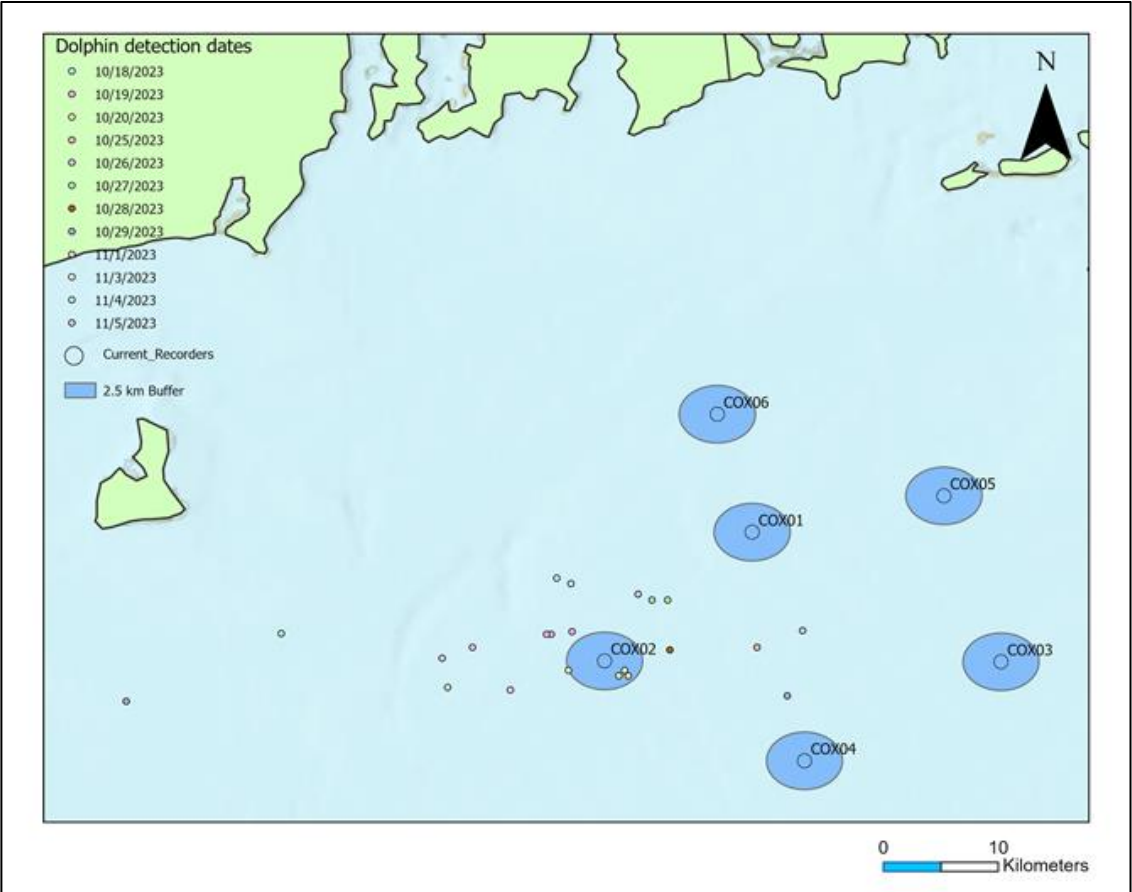 Dolphin detection dates
10/18/2023
10/19/2023
10/20/2023
10/25/2023
10/26/2023
10/27/2023
10/28/2023
10/29/2023
11/1/2023
11/3/2023
11/4/2023
11/5/2023
Current_Recorders
2.5 km Buffer
N
COX06
COX05
COX01
COX02
COX03
COX04
0 10
Kilometers